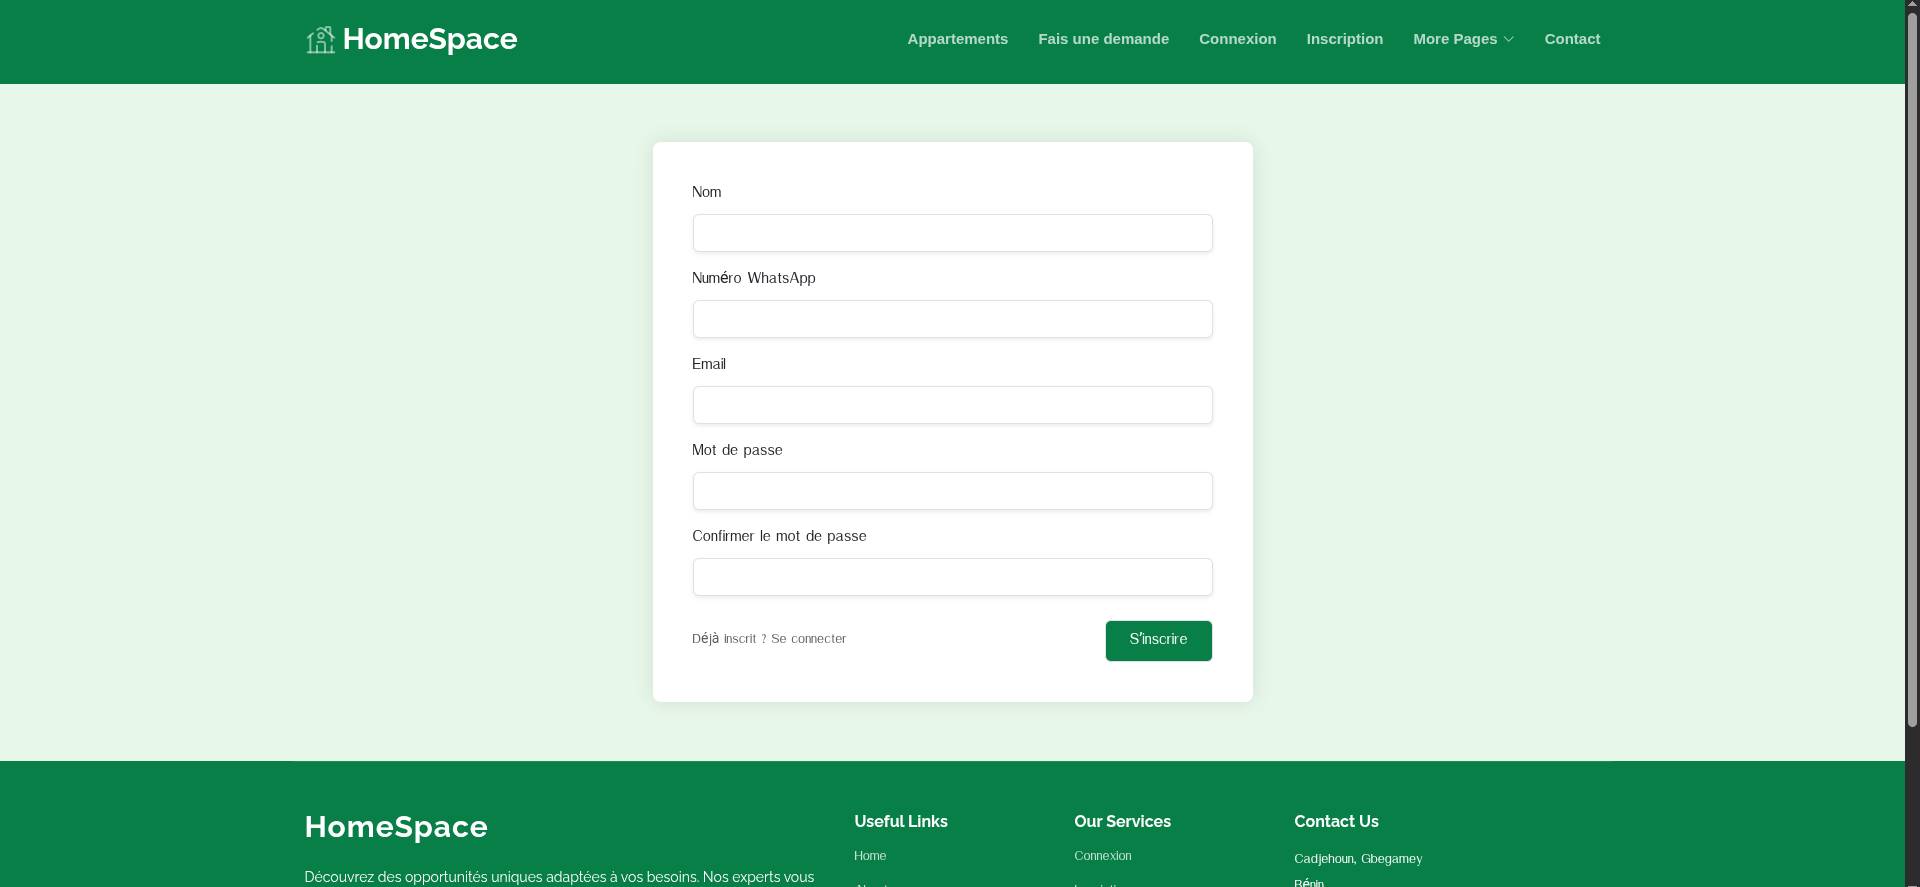 HomeSpace
Appartements Fais une demande Connexion Inscription More Pages Contact
Nom
Numéro WhatsApp
Email
Mot de passe
Confirmer le mot de passe
Déjà inscrit ? Se connecter
S'inscrire
HomeSpace
Découvrez des opportunités uniques adaptées à vos besoins. Nos experts vous
Useful Links
Home
Our Services
Connexion
Contact Us
Cadjehoun, Gbegamey
Bénin